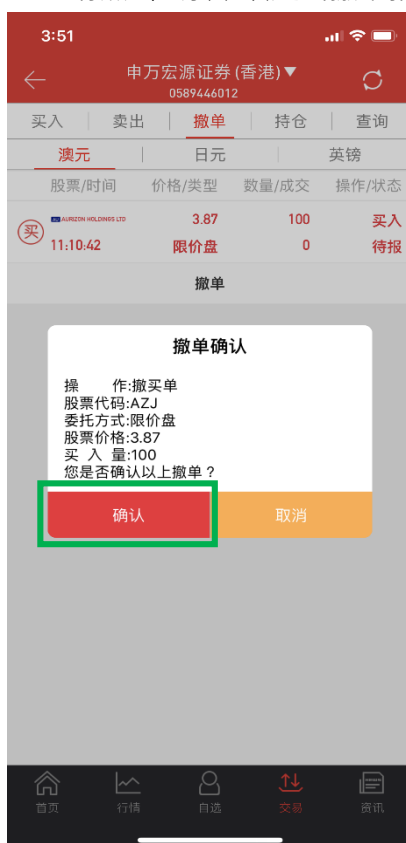 3:51
申万宏源证券(香港)▼
0589446012
买入 卖出 撤单 持仓 查询
澳元 日元 英镑
股票/时间 价格/类型 数量/成交 操作/状态
买 AURIZON HOLDINGS LTD 3.87 100 买入
11:10:42 限价盘 0 待报
撤单
撤单确认
操 作:撤买单
股票代码:AZJ
委托方式:限价盘
股票价格:3.87
买 入 量:100
您是否确认以上撤单？
确认 取消
首页 行情 自选 交易 资讯